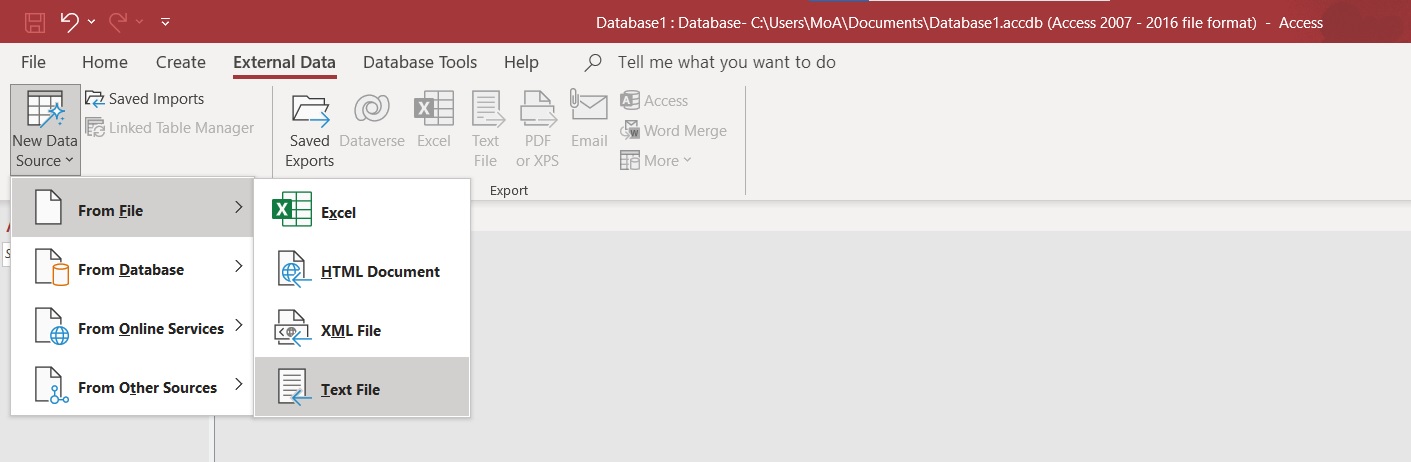 Database1 : Database- C:\Users\MoA\Documents\Database1.accdb (Access 2007 - 2016 file format) - Access
File Home Create External Data Database Tools Help Tell me what you want to do
New Data
Source
Saved Imports
Linked Table Manager
Saved
Exports
Dataverse
Excel
Text
File
PDF
or XPS
Email
Access
Word Merge
More
Export
From File
From Database
From Online Services
From Other Sources
Excel
HTML Document
XML File
Text File